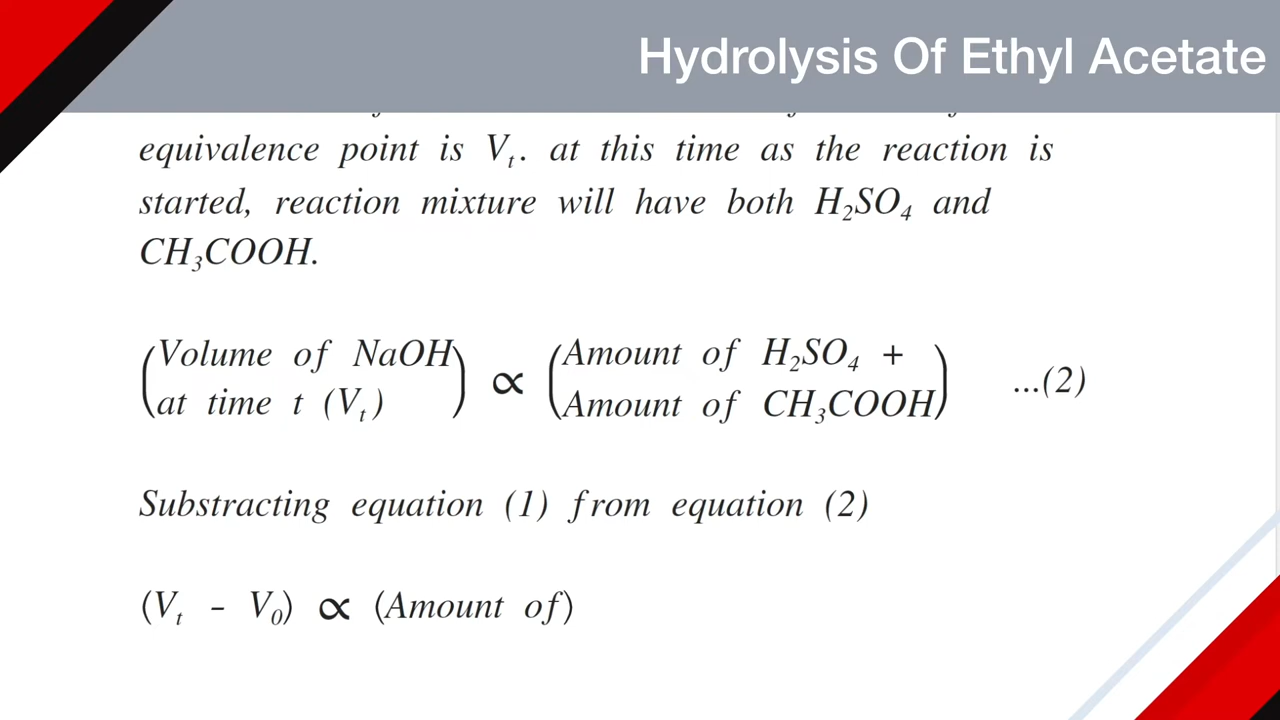 Hydrolysis Of Ethyl Acetate
equivalence point is Vₜ. at this time as the reaction is
started, reaction mixture will have both H₂SO₄ and
CH₃COOH.
(Volume of NaOH at time t (Vₜ)) ∝ (Amount of H₂SO₄ + Amount of CH₃COOH) ...(2)
Substracting equation (1) from equation (2)
(Vₜ - V₀) ∝ (Amount of)